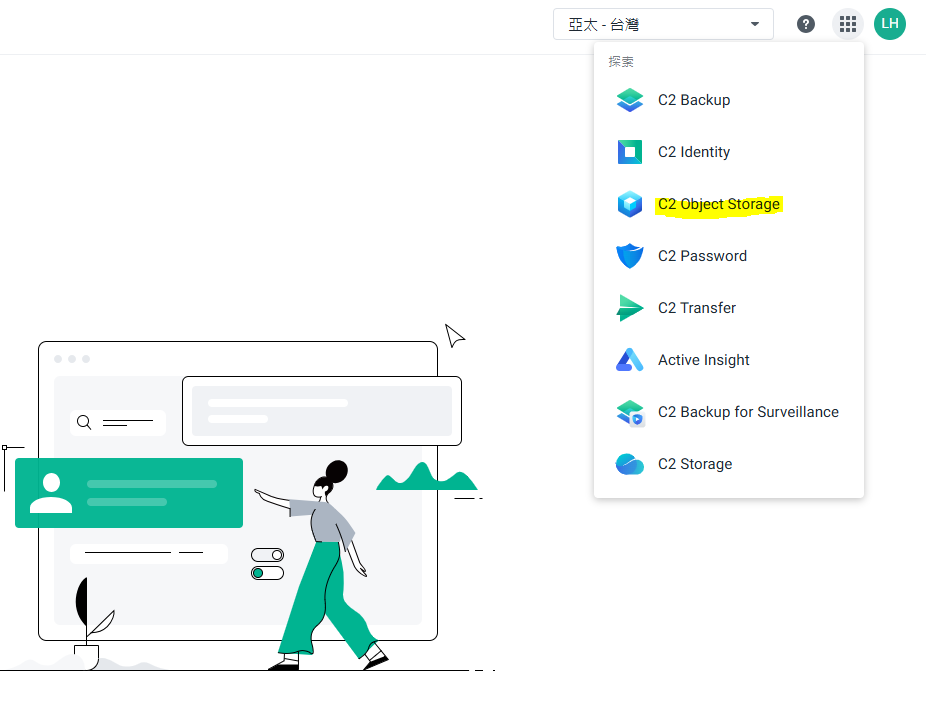 亞太 - 台灣
?
LH
探索
C2 Backup
C2 Identity
C2 Object Storage
C2 Password
C2 Transfer
Active Insight
C2 Backup for Surveillance
C2 Storage